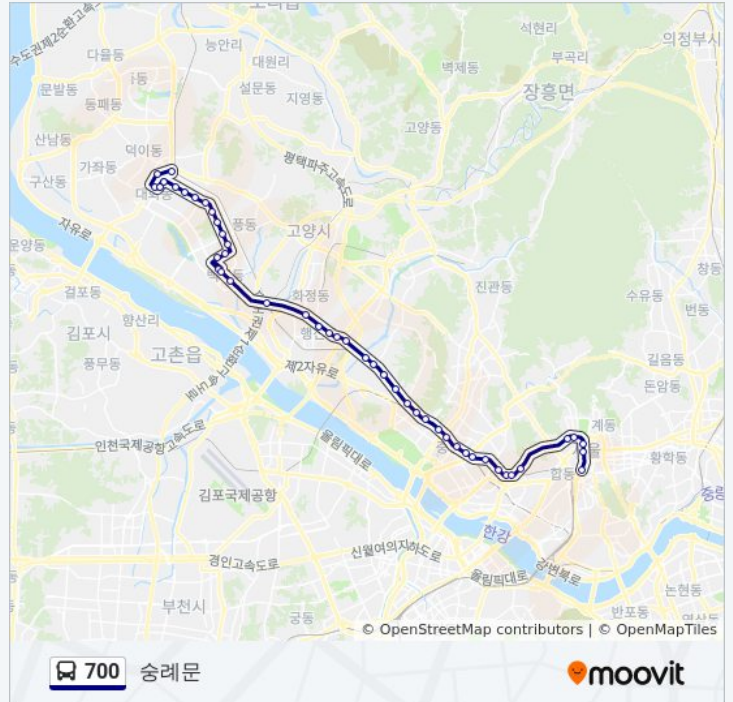 수도권제2순환고속
능안리
석현리
의정부시
다율동
대원리
부곡리
i동
벽제동
문발동
설문동
장흥면
동패동
지영동
고양동
산남동
덕이동
가좌동
평택파주고속도로
구산동
자유로
풍동
고양시
운양동
창동
진관동
걸포동
화정동
수유동
향산리
번동
김포시
고촌읍
길음동
풍무동
제2자유로
돈암동
계동
인천국제공항고속도로
올림픽대로
황학동
합동
김포국제공항
한강
신월여의지하도로
경인고속도로
강변북로
올림픽대로
논현동
부천시
궁동
반포동
© OpenStreetMap contributors | © OpenMapTiles
700 숭례문
moovit